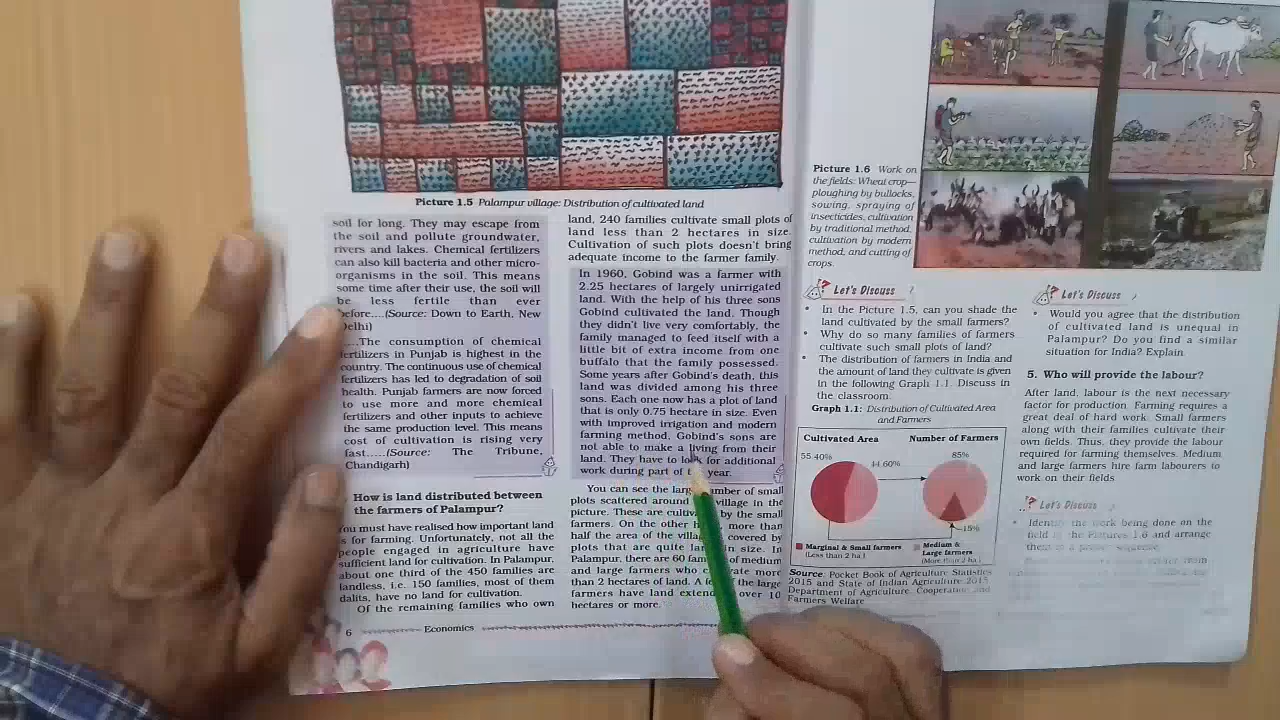 Picture 1.5 Palampur village: Distribution of cultivated land
soil for long. They may escape from
the soil and pollute groundwater,
rivers and lakes. Chemical fertilizers
can also kill bacteria and other micro-
organisms in the soil. This means
some time after their use, the soil will
be less fertile than ever
before....(Source: Down to Earth, New
Delhi)
.....The consumption of chemical
fertilizers in Punjab is highest in the
country. The continuous use of chemical
fertilizers has led to degradation of soil
health. Punjab farmers are now forced
to use more and more chemical
fertilizers and other inputs to achieve
the same production level. This means
cost of cultivation is rising very
fast.....(Source: The Tribune,
Chandigarh)
How is land distributed between
the farmers of Palampur?
You must have realised how important land
is for farming. Unfortunately, not all the
people engaged in agriculture have
sufficient land for cultivation. In Palampur,
about one third of the 450 families are
landless, i.e. 150 families, most of them
dalits, have no land for cultivation.
Of the remaining families who own
land, 240 families cultivate small plots of
land less than 2 hectares in size.
Cultivation of such plots doesn't bring
adequate income to the farmer family.
In 1960, Gobind was a farmer with
2.25 hectares of largely unirrigated
land. With the help of his three sons
Gobind cultivated the land. Though
they didn't live very comfortably, the
family managed to feed itself with a
little bit of extra income from one
buffalo that the family possessed.
Some years after Gobind's death, this
land was divided among his three
sons. Each one now has a plot of land
that is only 0.75 hectare in size. Even
with improved irrigation and modern
farming method, Gobind's sons are
not able to make a living from their
land. They have to look for additional
work during part of year.
You can see the large number of small
plots scattered around village in the
picture. These are by the small
farmers. On the other more than
half the area of the covered by
plots that are quite in size. In
Palampur, there are 60 of medium
and large farmers who more
than 2 hectares of land. A of the large
farmers have land over 10
hectares or more.
6 Economics
Picture 1.6 Work on
the fields: Wheat crop—
ploughing by bullocks,
sowing, spraying of
insecticides, cultivation
by traditional method,
cultivation by modern
method, and cutting of
crops.
Let's Discuss
• In the Picture 1.5, can you shade the
land cultivated by the small farmers?
• Why do so many families of farmers
cultivate such small plots of land?
• The distribution of farmers in India and
the amount of land they cultivate is given
in the following Graph 1.1. Discuss in
the classroom.
Graph 1.1: Distribution of Cultivated Area
and Farmers
Cultivated Area Number of Farmers
55.40% 44.60% 85%
15%
Marginal & Small farmers
(Less than 2 ha.)
Medium &
Large farmers
(More than 2 ha.)
Source: Pocket Book of Agriculture Statistics
2015 and State of Indian Agriculture 2015
Department of Agriculture, Cooperation and
Farmers Welfare
Let's Discuss
• Would you agree that the distribution
of cultivated land is unequal in
Palampur? Do you find a similar
situation for India? Explain.
5. Who will provide the labour?
After land, labour is the next necessary
factor for production. Farming requires a
great deal of hard work. Small farmers
along with their families cultivate their
own fields. Thus, they provide the labour
required for farming themselves. Medium
and large farmers hire farm labourers to
work on their fields
Let's Discuss
• Identify the work being done on the
field in the Pictures 1.6 and arrange
them in a proper sequence.